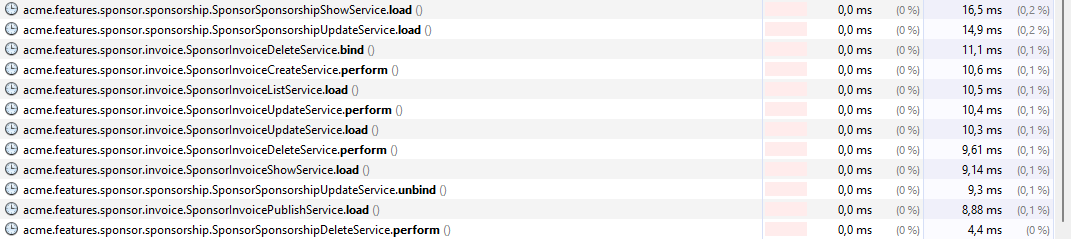 acme.features.sponsor.sponsorship.SponsorSponsorshipShowService.load () 0,0 ms (0 %) 16,5 ms (0,2 %)
acme.features.sponsor.sponsorship.SponsorSponsorshipUpdateService.load () 0,0 ms (0 %) 14,9 ms (0,2 %)
acme.features.sponsor.invoice.SponsorInvoiceDeleteService.bind () 0,0 ms (0 %) 11,1 ms (0,1 %)
acme.features.sponsor.invoice.SponsorInvoiceCreateService.perform () 0,0 ms (0 %) 10,6 ms (0,1 %)
acme.features.sponsor.invoice.SponsorInvoiceListService.load () 0,0 ms (0 %) 10,5 ms (0,1 %)
acme.features.sponsor.invoice.SponsorInvoiceUpdateService.perform () 0,0 ms (0 %) 10,4 ms (0,1 %)
acme.features.sponsor.invoice.SponsorInvoiceUpdateService.load () 0,0 ms (0 %) 10,3 ms (0,1 %)
acme.features.sponsor.invoice.SponsorInvoiceDeleteService.perform () 0,0 ms (0 %) 9,61 ms (0,1 %)
acme.features.sponsor.invoice.SponsorInvoiceShowService.load () 0,0 ms (0 %) 9,14 ms (0,1 %)
acme.features.sponsor.sponsorship.SponsorSponsorshipUpdateService.unbind () 0,0 ms (0 %) 9,3 ms (0,1 %)
acme.features.sponsor.invoice.SponsorInvoicePublishService.load () 0,0 ms (0 %) 8,88 ms (0,1 %)
acme.features.sponsor.sponsorship.SponsorSponsorshipDeleteService.perform () 0,0 ms (0 %) 4,4 ms (0 %)